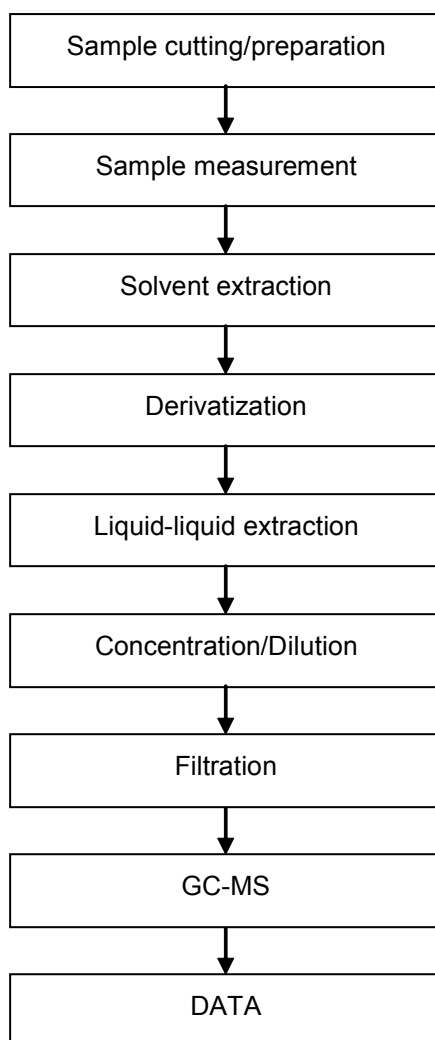 Sample cutting/preparation
Sample measurement
Solvent extraction
Derivatization
Liquid-liquid extraction
Concentration/Dilution
Filtration
GC-MS
DATA